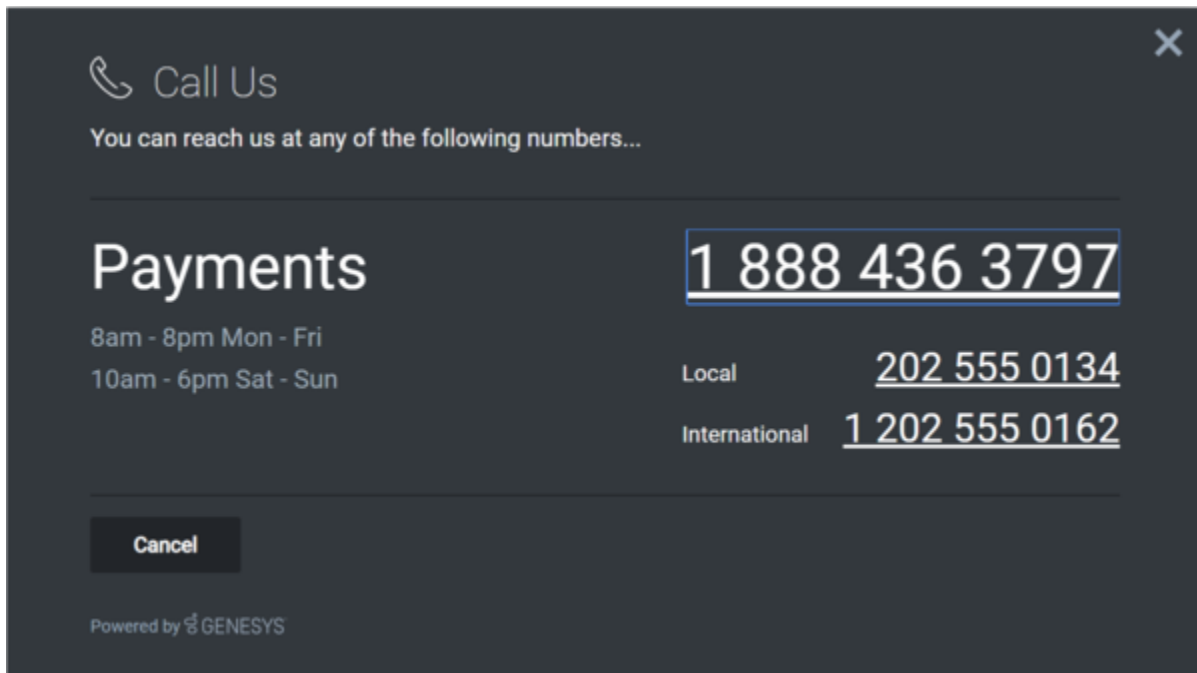 Call Us
You can reach us at any of the following numbers...
Payments
1 888 436 3797
8am - 8pm Mon - Fri
10am - 6pm Sat - Sun
Local 202 555 0134
International 1 202 555 0162
Cancel
Powered by GENESYS